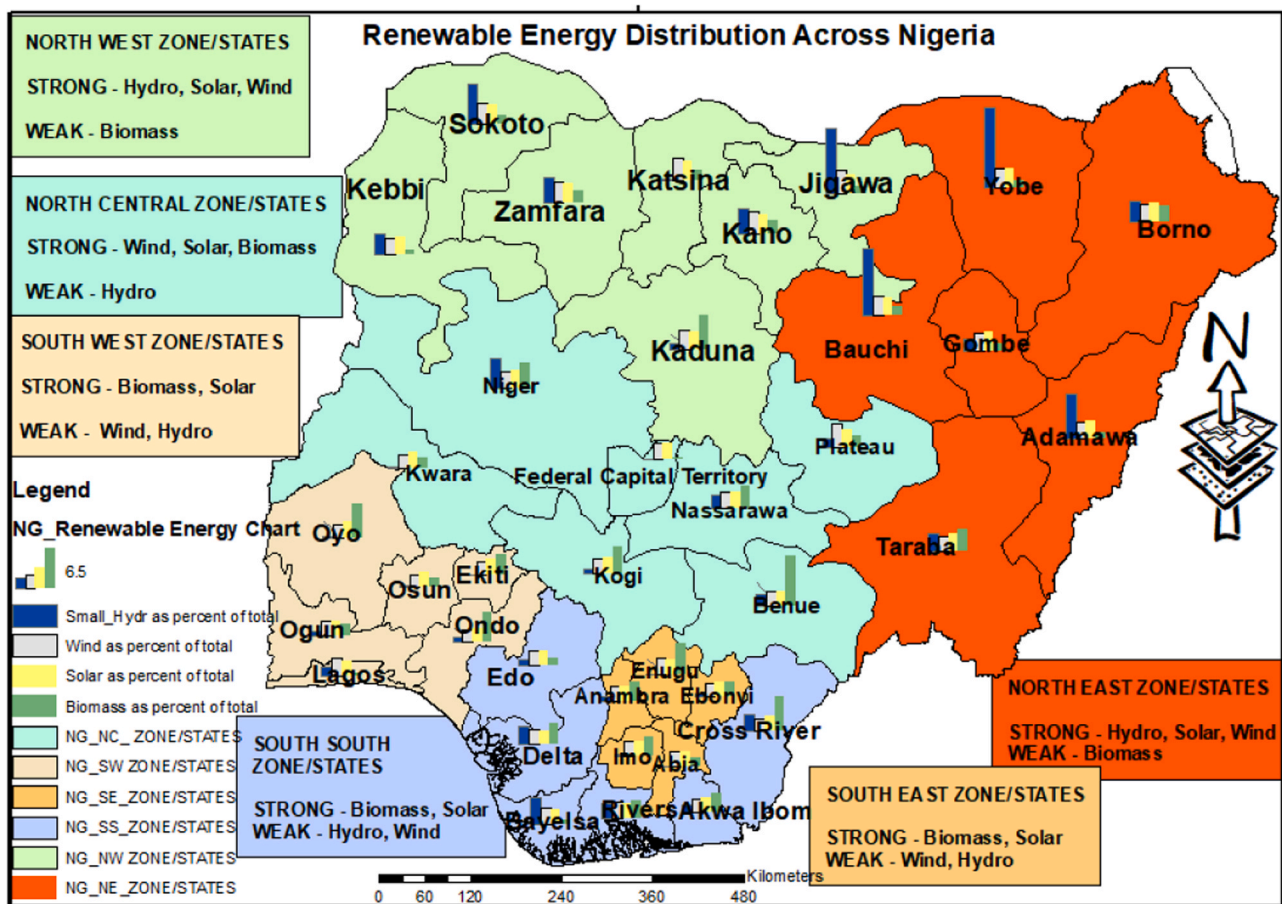 Renewable Energy Distribution Across Nigeria
NORTH WEST ZONE/STATES
STRONG - Hydro, Solar, Wind
WEAK - Biomass
NORTH CENTRAL ZONE/STATES
STRONG - Wind, Solar, Biomass
WEAK - Hydro
SOUTH WEST ZONE/STATES
STRONG - Biomass, Solar
WEAK - Wind, Hydro
Sokoto
Kebbi
Zamfara
Katsina
Kano
Jigawa
Yobe
Borno
Kaduna
Bauchi
Gombe
Adamawa
Niger
Plateau
Kwara
Federal Capital Territory
Nassarawa
Taraba
Oyo
Osun
Ekiti
Kogi
Benue
Ogun
Ondo
Lagos
Edo
Enugu
Anambra
Ebonyi
Cross River
Delta
Imo
Abia
Bayelsa
Rivers
Akwa Ibom
N
Legend
NG_Renewable Energy Chart
6.5
Small_Hydr as percent of total
Wind as percent of total
Solar as percent of total
Biomass as percent of total
NG_NC_ ZONE/STATES
NG_SW ZONE/STATES
NG_SE_ZONE/STATES
NG_SS_ZONE/STATES
NG_NW ZONE/STATES
NG_NE_ZONE/STATES
SOUTH SOUTH
ZONE/STATES
STRONG - Biomass, Solar
WEAK - Hydro, Wind
NORTH EAST ZONE/STATES
STRONG - Hydro, Solar, Wind
WEAK - Biomass
SOUTH EAST ZONE/STATES
STRONG - Biomass, Solar
WEAK - Wind, Hydro
Kilometers
0 60 120 240 360 480